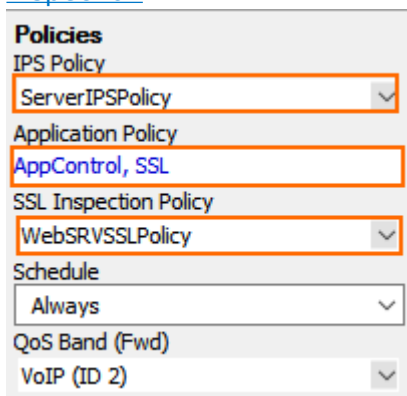 Policies
IPS Policy
ServerIPSPolicy
Application Policy
AppControl, SSL
SSL Inspection Policy
WebSRVSSLPolicy
Schedule
Always
QoS Band (Fwd)
VoIP (ID 2)